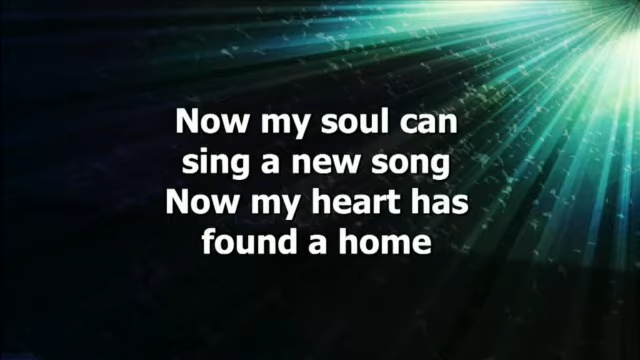 Now my soul can
sing a new song
Now my heart has
found a home